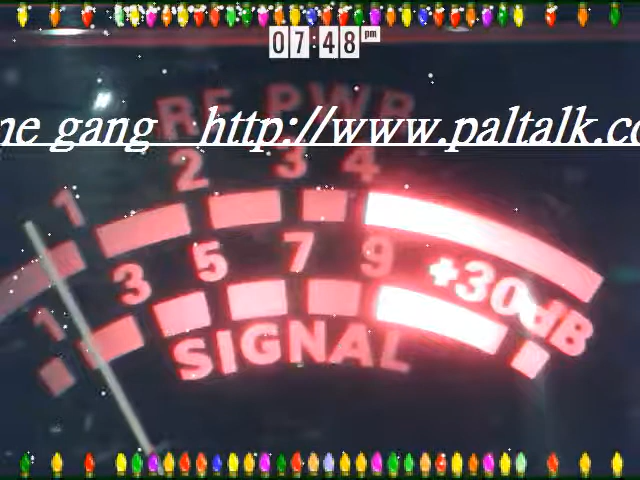 07:48 pm
ne gang http://www.paltalk.co
RF PWR
1 2 3 4
1 3 5 7 9 +30dB
SIGNAL